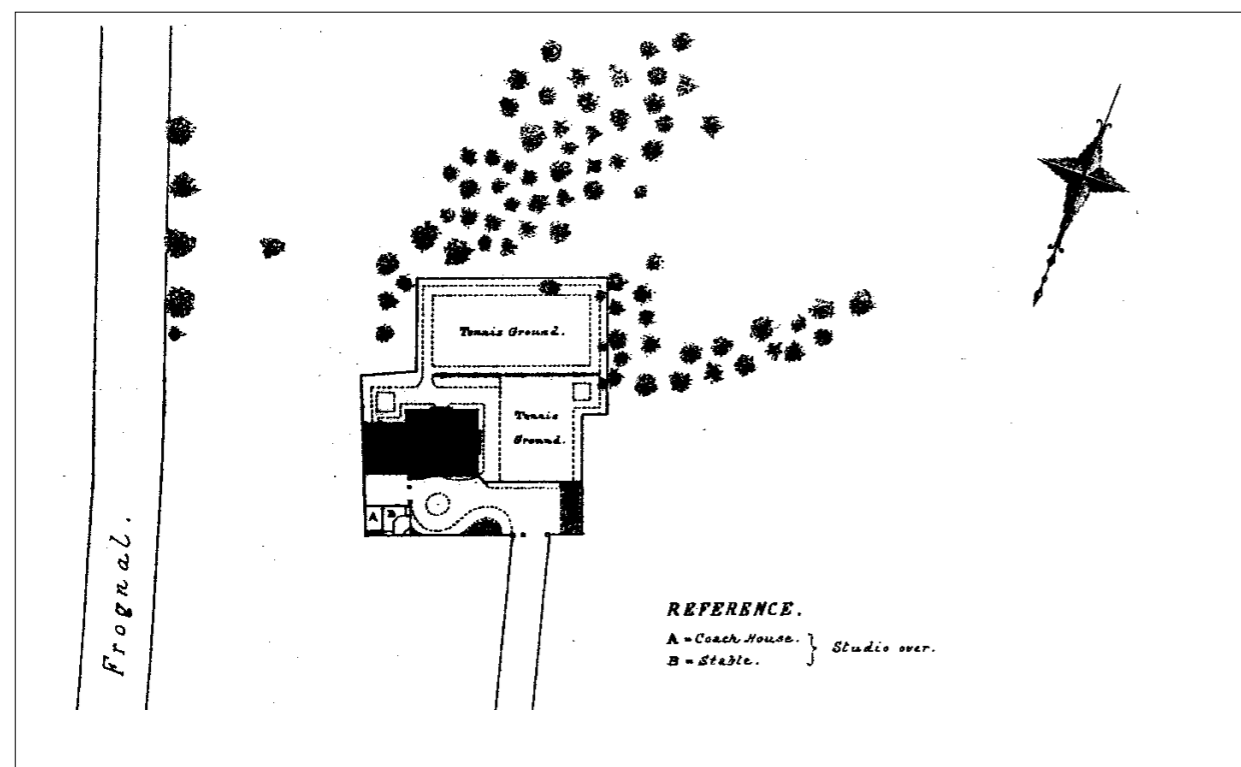 Tennis Ground.
Tennis
Ground.
A B
Frognal.
REFERENCE.
A = Coach House. } Studio over.
B = Stable.